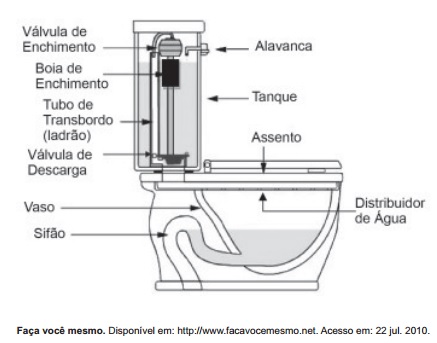 Válvula de
Enchimento
Alavanca
Boia de
Enchimento
Tanque
Tubo de
Transbordo
(ladrão)
Assento
Válvula de
Descarga
Vaso
Distribuidor
de Água
Sifão
Faça você mesmo. Disponível em: http://www.facavocemesmo.net. Acesso em: 22 jul. 2010.